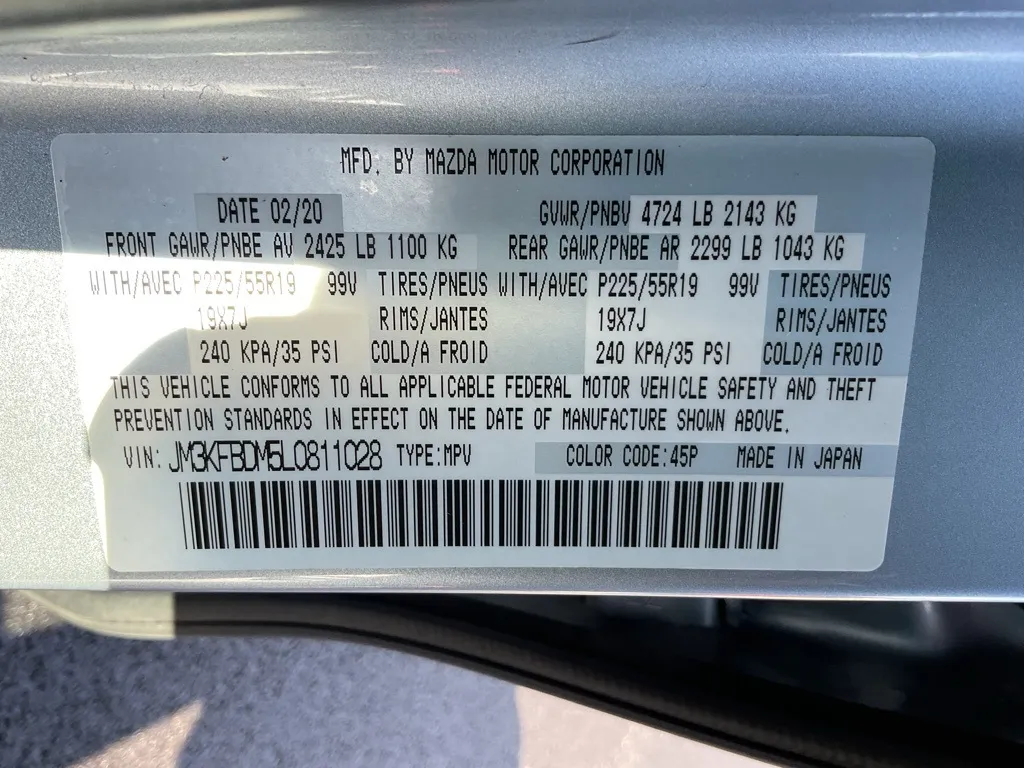 MFD. BY MAZDA MOTOR CORPORATION
DATE 02/20 GVWR/PNBV 4724 LB 2143 KG
FRONT GAWR/PNBE AV 2425 LB 1100 KG REAR GAWR/PNBE AR 2299 LB 1043 KG
WITH/AVEC P225/55R19 99V TIRES/PNEUS WITH/AVEC P225/55R19 99V TIRES/PNEUS
19X7J RIMS/JANTES 19X7J RIMS/JANTES
240 KPA/35 PSI COLD/A FROID 240 KPA/35 PSI COLD/A FROID
THIS VEHICLE CONFORMS TO ALL APPLICABLE FEDERAL MOTOR VEHICLE SAFETY AND THEFT
PREVENTION STANDARDS IN EFFECT ON THE DATE OF MANUFACTURE SHOWN ABOVE.
VIN: JM3KFBDM5L0811028 TYPE:MPV COLOR CODE:45P MADE IN JAPAN